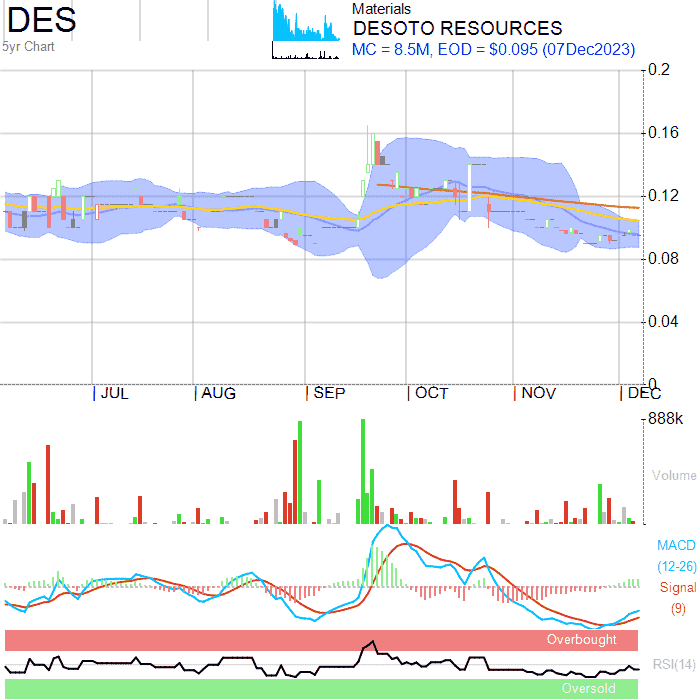 DES
5yr Chart
Materials
DESOTO RESOURCES
MC = 8.5M, EOD = $0.095 (07Dec2023)
0.2
0.16
0.12
0.08
0.04
0
JUL AUG SEP OCT NOV DEC
888k
Volume
MACD
(12-26)
Signal
(9)
Overbought
RSI(14)
Oversold